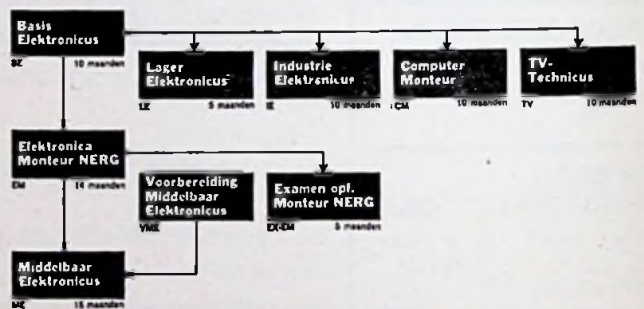 Basis
Elektronicus
BE 10 maanden
Lager
Elektronicus
LE 5 maanden
Industrie
Elektronicus
IE 10 maanden
Computer
Monteur
CM 10 maanden
TV-
Technicus
TV 10 maanden
Elektronica
Monteur NERG
EM 14 maanden
Voorbereiding
Middelbaar
Elektronicus
VME
Examen opl.
Monteur NERG
EX-EM 5 maanden
Middelbaar
Elektronicus
ME 15 maanden